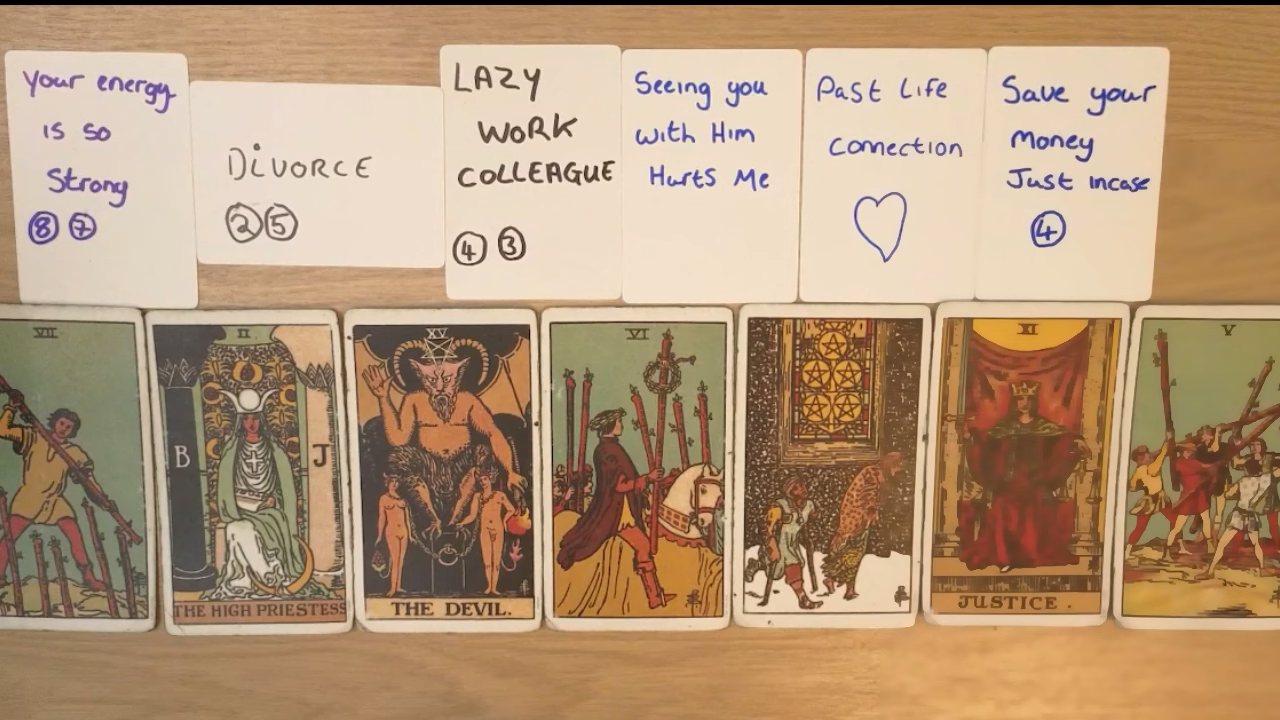 Your energy
is so
Strong
8 7
DiVORCE
2 5
LAZY
WORK
COLLEAGUE
4 3
Seeing you
with Him
Hurts Me
Past Life
Connection
Save your
Money
Just incase
4
VII
II
B
J
THE HIGH PRIESTESS
XV
THE DEVIL.
VI
XI
JUSTICE.
V